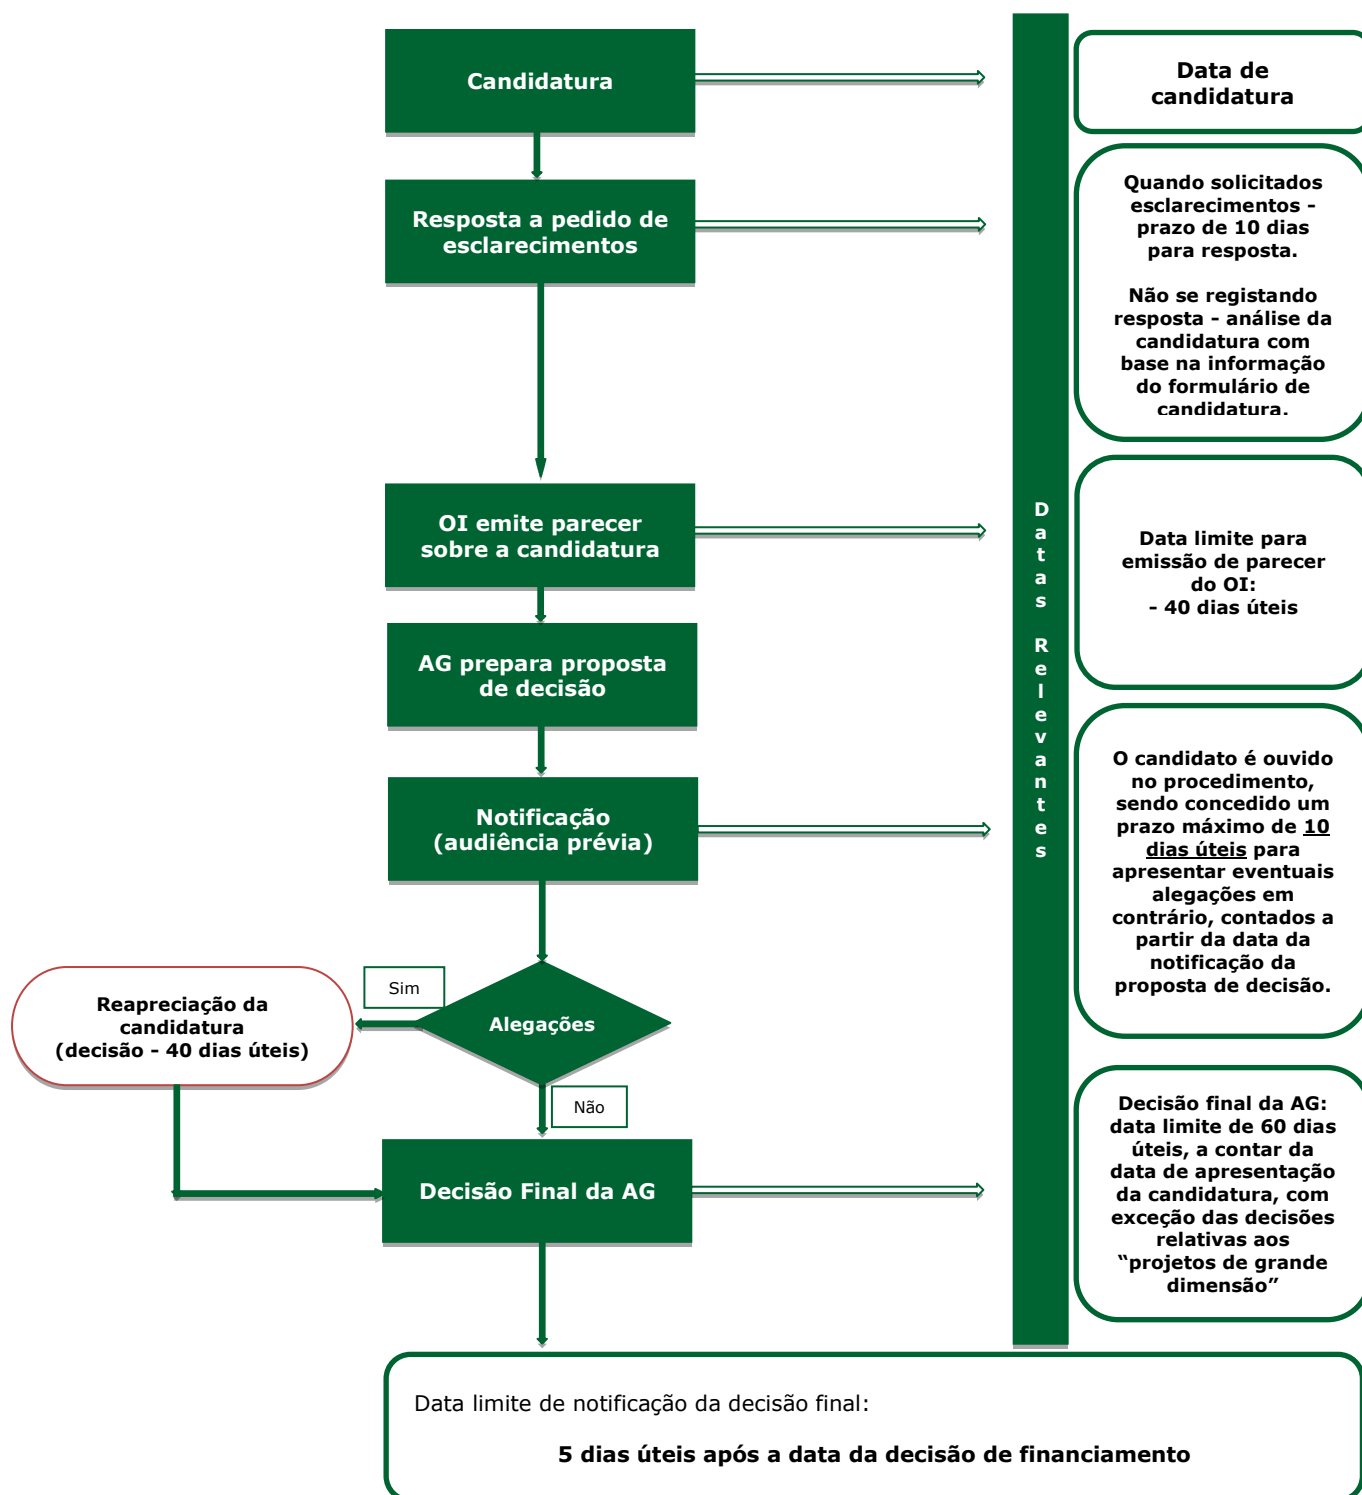 Candidatura
Data de
candidatura
Resposta a pedido de
esclarecimentos
Quando solicitados
esclarecimentos -
prazo de 10 dias
para resposta.
Não se registando
resposta - análise da
candidatura com
base na informação
do formulário de
candidatura.
OI emite parecer
sobre a candidatura
Data limite para
emissão de parecer
do OI:
- 40 dias úteis
Datas Relevantes
AG prepara proposta
de decisão
Notificação
(audiência prévia)
O candidato é ouvido
no procedimento,
sendo concedido um
prazo máximo de 10
dias úteis para
apresentar eventuais
alegações em
contrário, contados a
partir da data da
notificação da
proposta de decisão.
Alegações
Sim
Reapreciação da
candidatura
(decisão - 40 dias úteis)
Não
Decisão Final da AG
Decisão final da AG:
data limite de 60 dias
úteis, a contar da
data de apresentação
da candidatura, com
exceção das decisões
relativas aos
“projetos de grande
dimensão”
Data limite de notificação da decisão final:
5 dias úteis após a data da decisão de financiamento